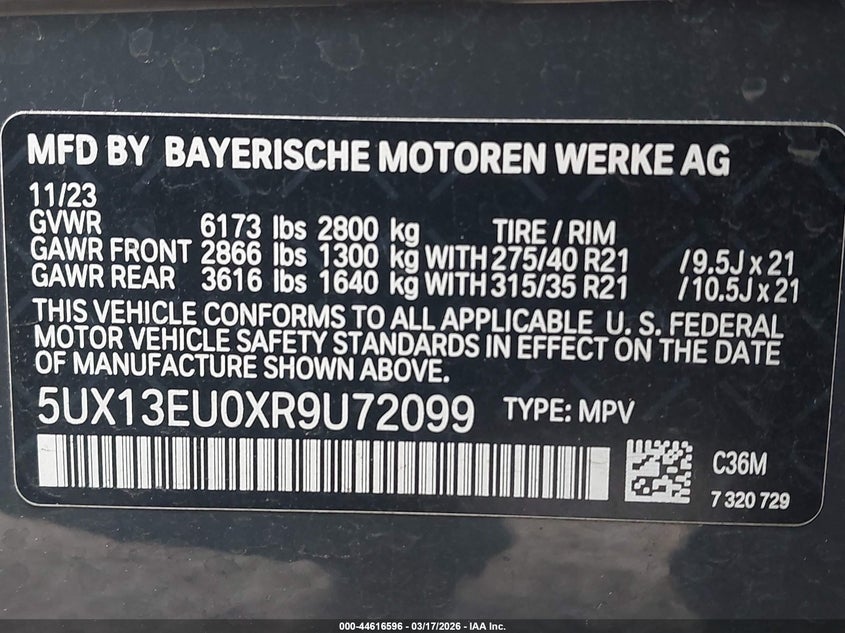 MFD BY BAYERISCHE MOTOREN WERKE AG
11/23
GVWR 6173 lbs 2800 kg TIRE / RIM
GAWR FRONT 2866 lbs 1300 kg WITH 275/40 R21 /9.5J x 21
GAWR REAR 3616 lbs 1640 kg WITH 315/35 R21 /10.5J x 21
THIS VEHICLE CONFORMS TO ALL APPLICABLE U. S. FEDERAL
MOTOR VEHICLE SAFETY STANDARDS IN EFFECT ON THE DATE
OF MANUFACTURE SHOWN ABOVE.
5UX13EU0XR9U72099 TYPE: MPV
C36M
7 320 729
000-44616596 - 03/17/2026 - IAA Inc.